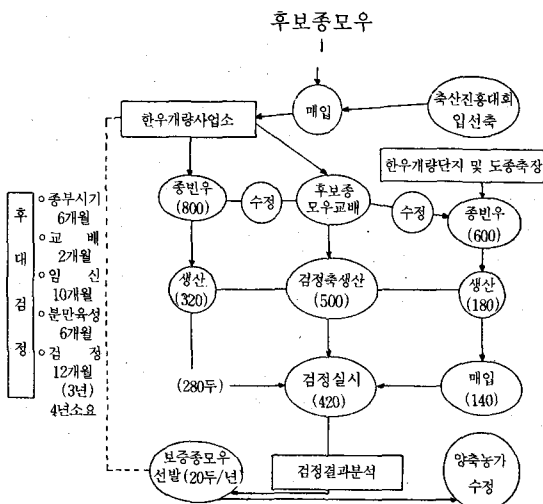 후보종모우
매입
축산진흥대회
입선축
한우개량사업소
한우개량단지 및 도종축장
종빈우
(800)
수정
후보종
모우교배
수정
종빈우
(600)
후대검정
○종부시기
6개월
○교 배
2개월
○임 신
10개월
○분만육성
6개월
○검 정
12개월
(3년)
4년소요
생산
(320)
검정축생산
(500)
생산
(180)
(280두)
검정실시
(420)
매입
(140)
보증종모우
선발 (20두/년)
검정결과분석
양축농가
수정